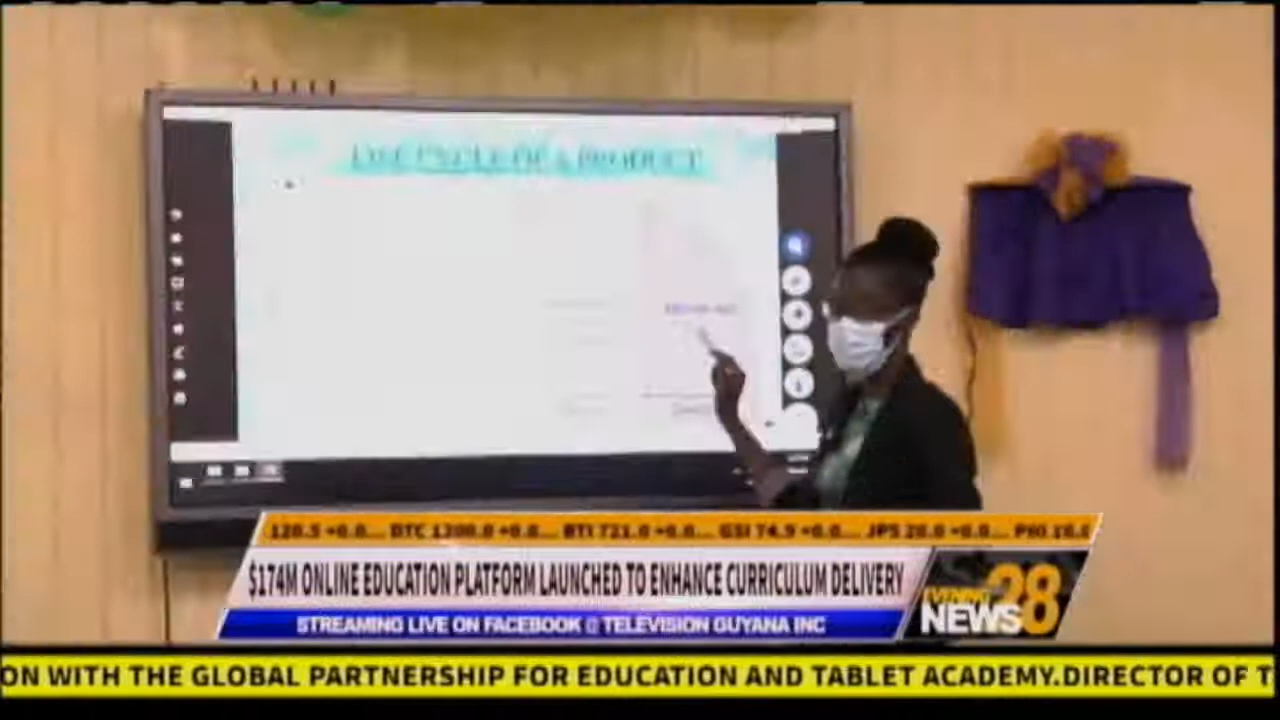 LIFE CYCLE OF A PRODUCT
120.5 +0.0... DTC 1200.0 +0.0... BTI 721.0 +0.0... GSI 74.9 +0.0... JPS 20.0 +0.0... PHI
$174M ONLINE EDUCATION PLATFORM LAUNCHED TO ENHANCE CURRICULUM DELIVERY
STREAMING LIVE ON FACEBOOK @ TELEVISION GUYANA INC
EVENING NEWS 28
ON WITH THE GLOBAL PARTNERSHIP FOR EDUCATION AND TABLET ACADEMY.DIRECTOR OF T